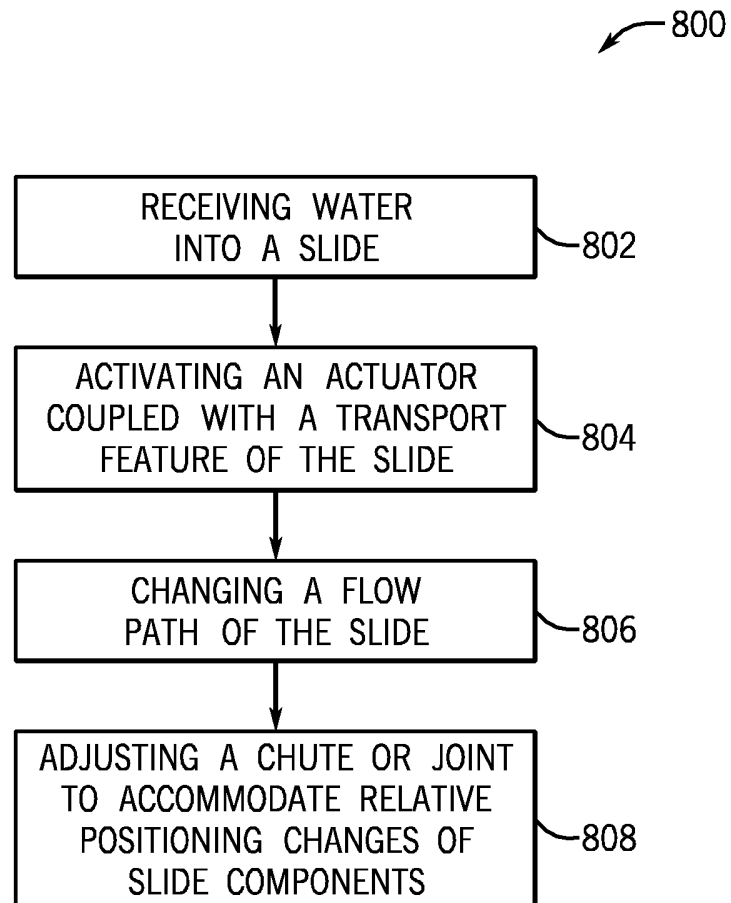 800
RECEIVING WATER
INTO A SLIDE
802
ACTIVATING AN ACTUATOR
COUPLED WITH A TRANSPORT
FEATURE OF THE SLIDE
804
CHANGING A FLOW
PATH OF THE SLIDE
806
ADJUSTING A CHUTE OR JOINT
TO ACCOMMODATE RELATIVE
POSITIONING CHANGES OF
SLIDE COMPONENTS
808